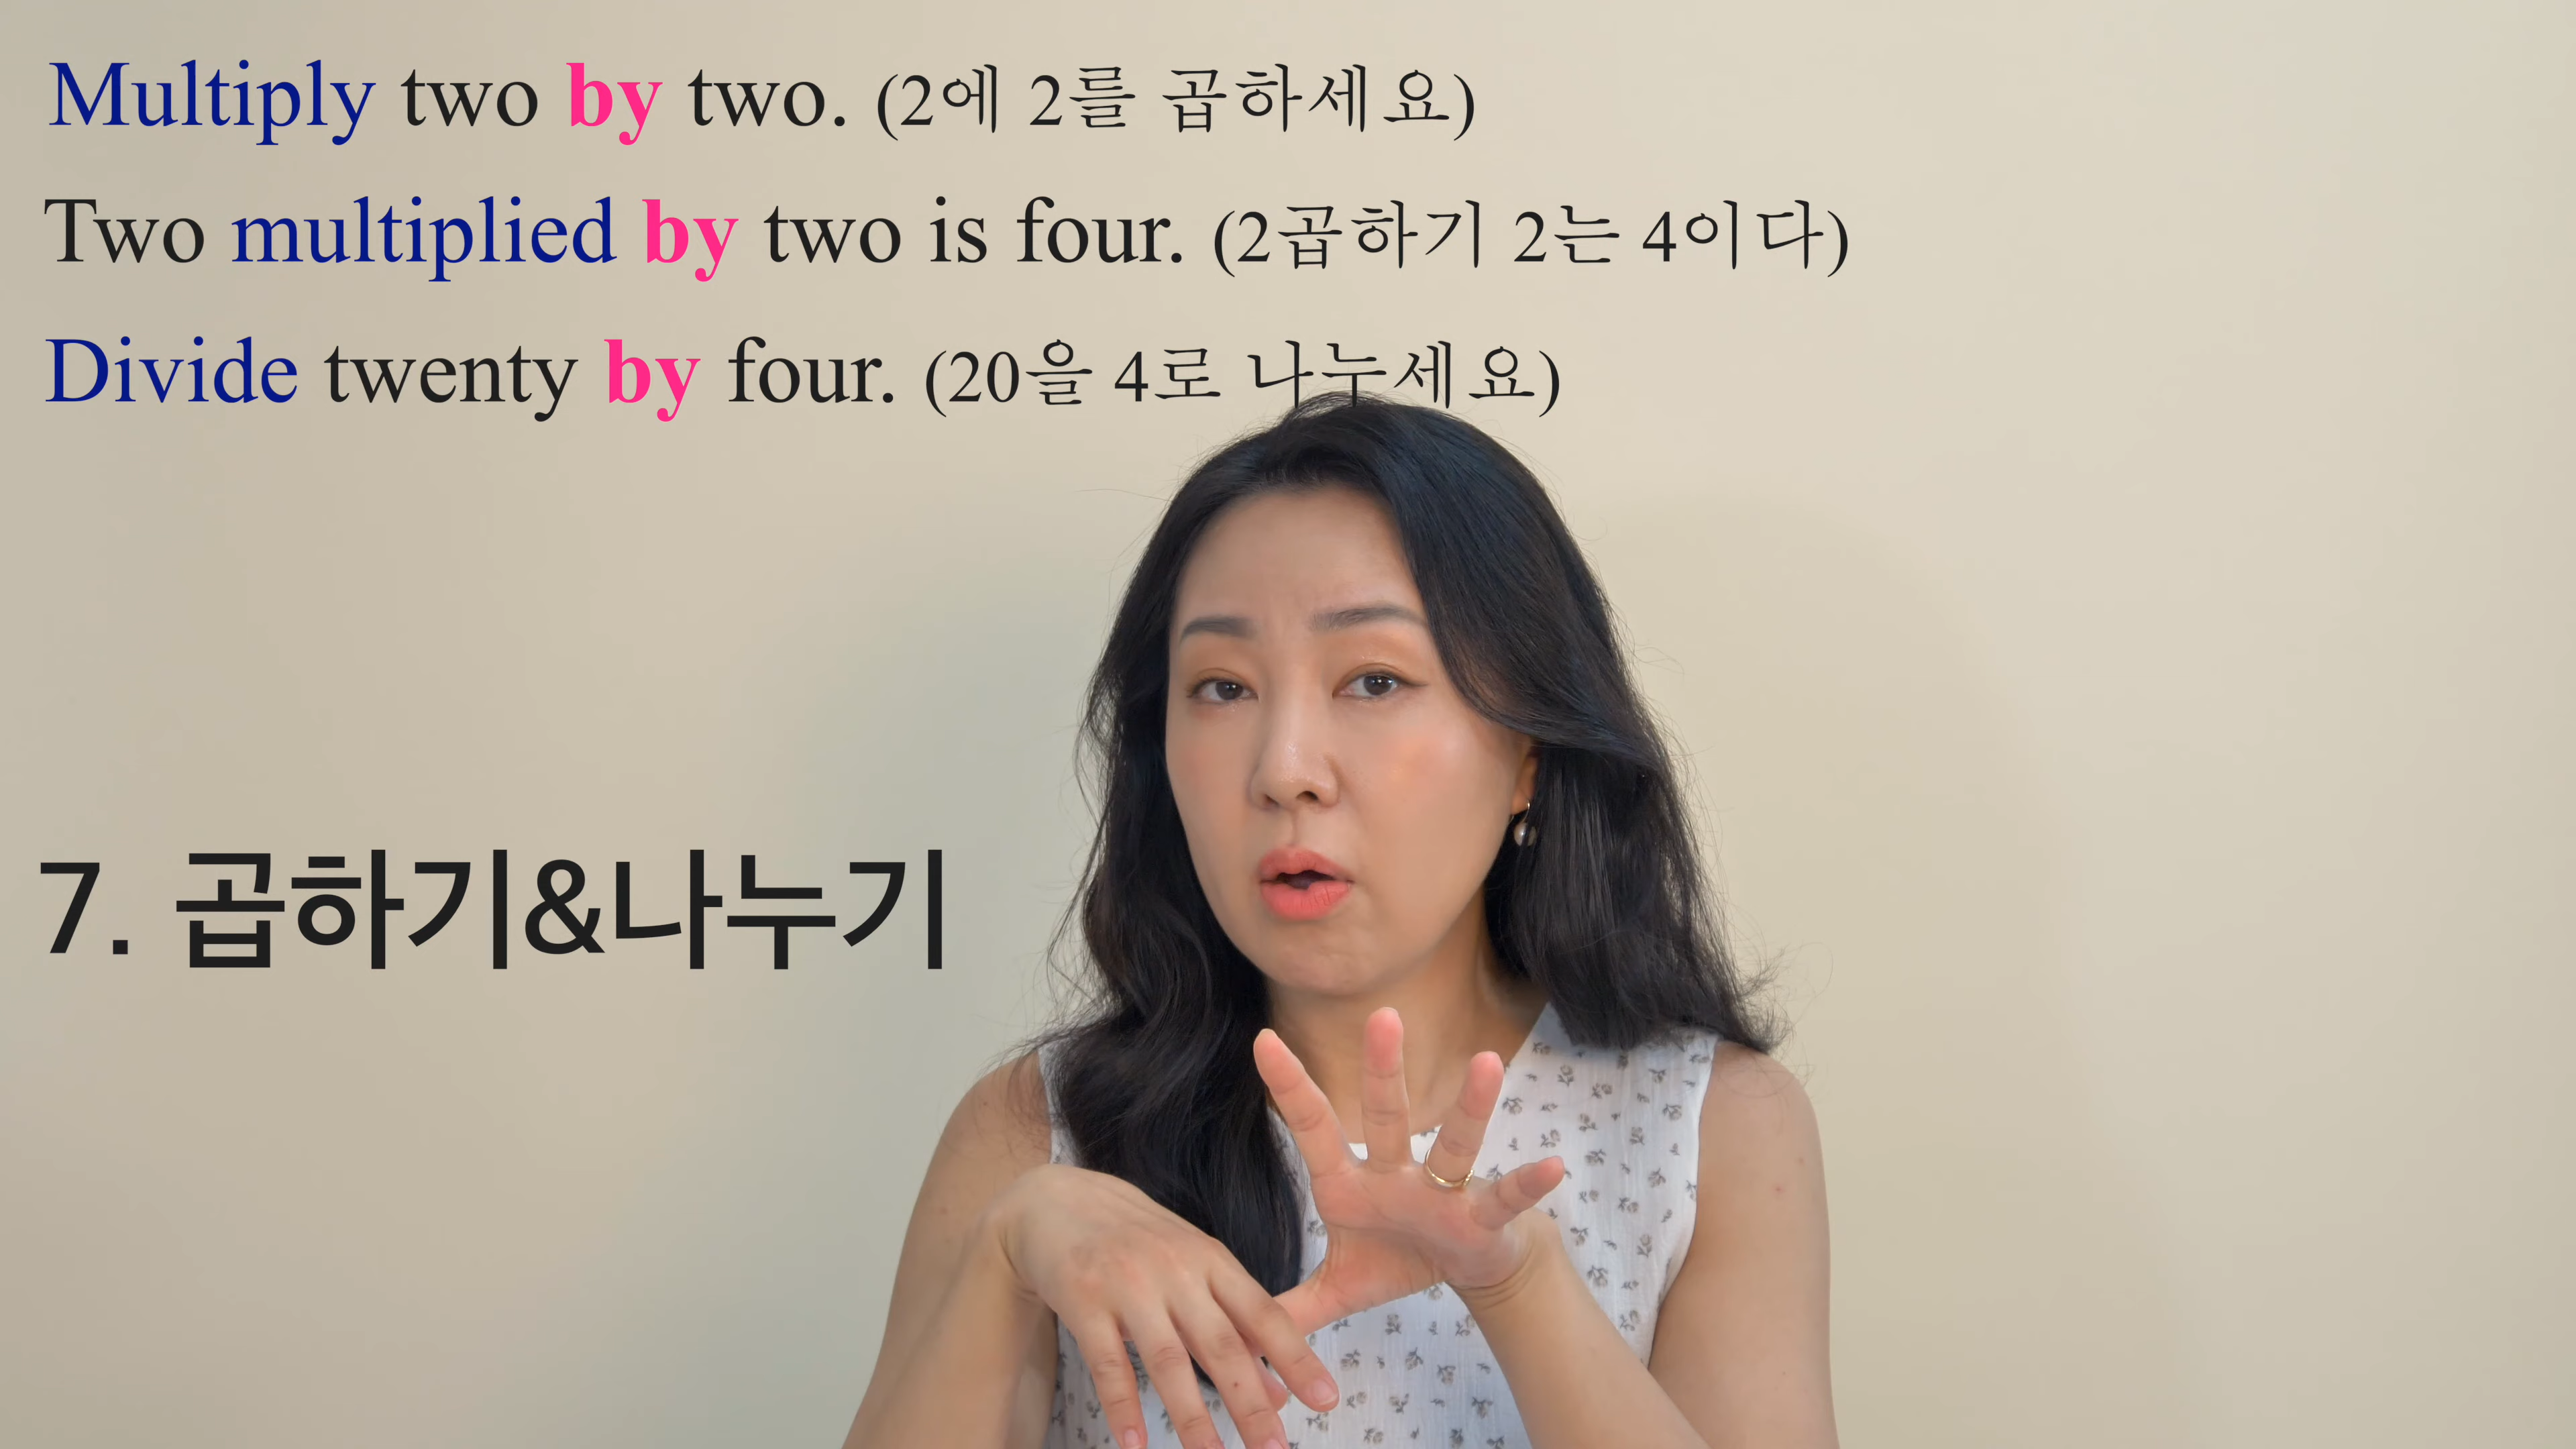 Multiply two by two. (2에 2를 곱하세요)
Two multiplied by two is four. (2곱하기 2는 4이다)
Divide twenty by four. (20을 4로 나누세요)
7. 곱하기&나누기